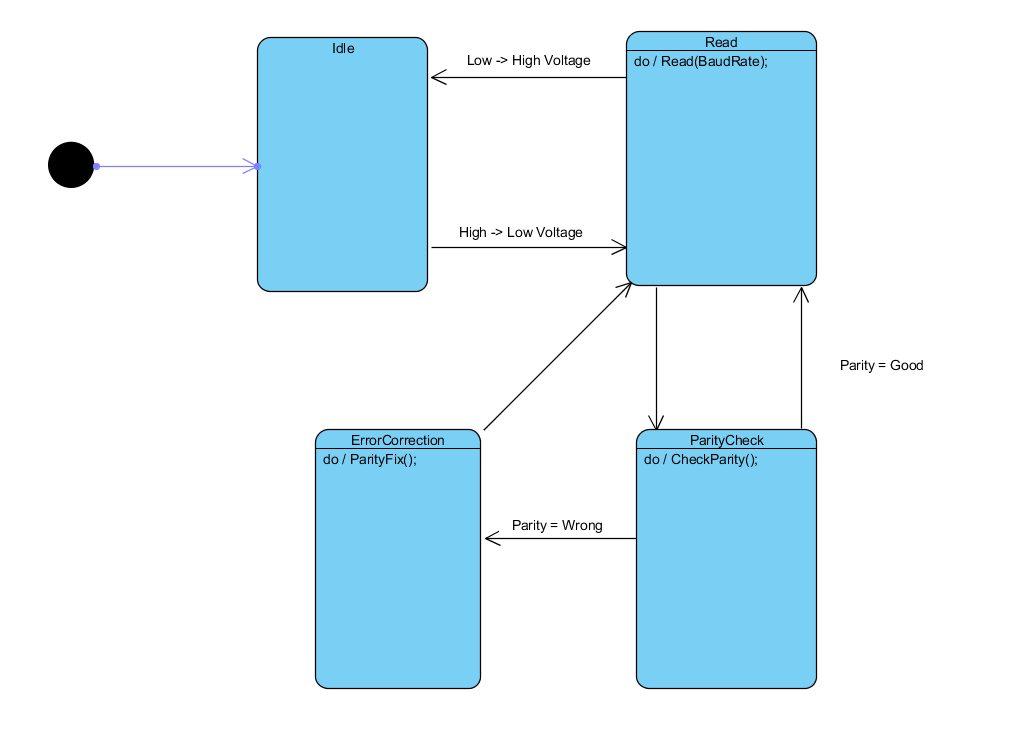 Idle
Read
do / Read(BaudRate);
Low -> High Voltage
High -> Low Voltage
Parity = Good
ErrorCorrection
do / ParityFix();
ParityCheck
do / CheckParity();
Parity = Wrong